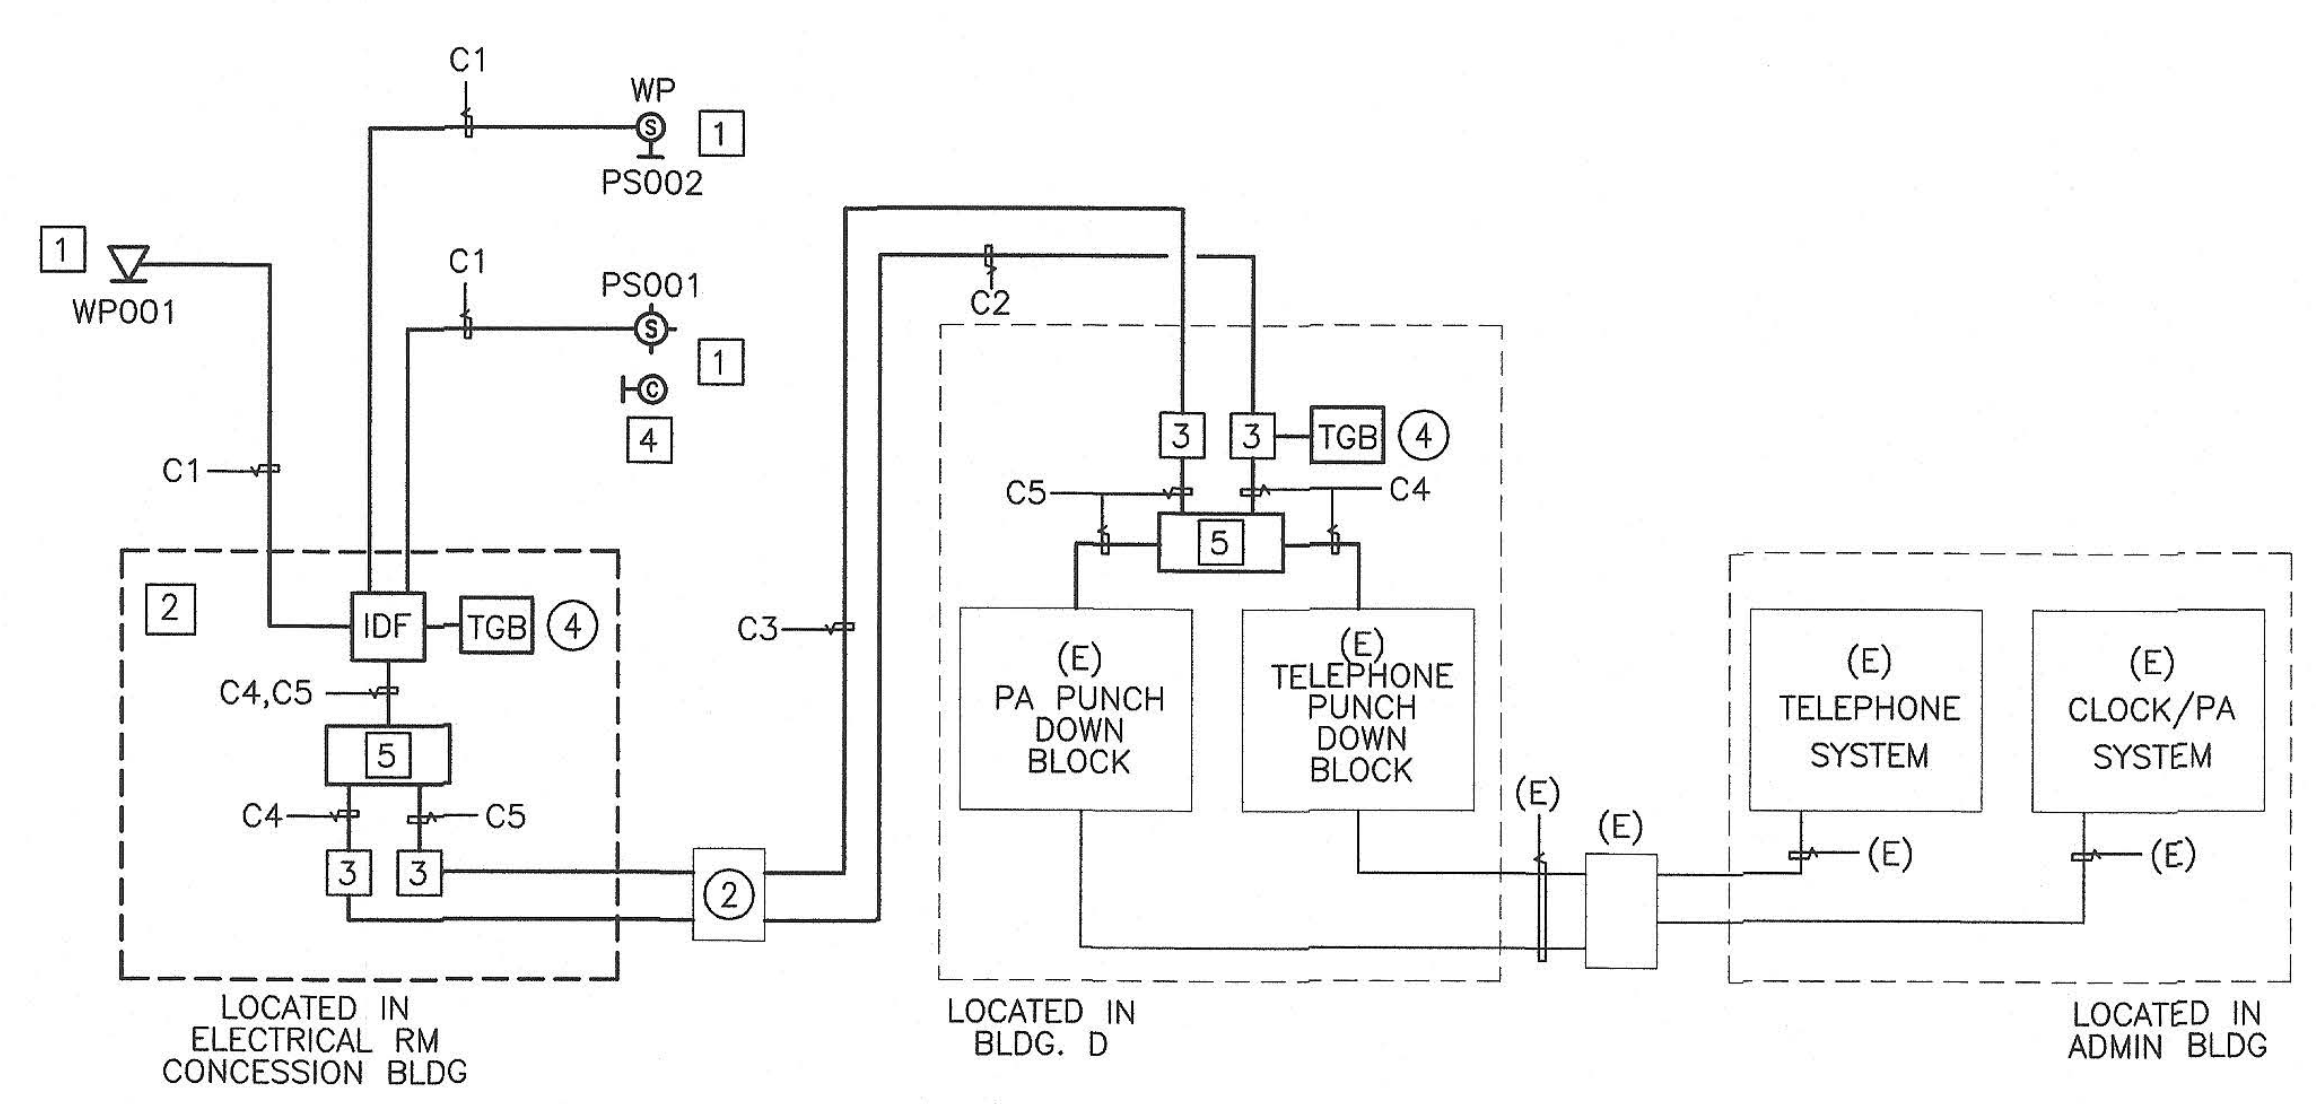 C1
WP
S
1
PS002
1
WP001
C1
PS001
S
1
C
4
C1
C2
3
3
TGB
4
C5
C4
5
2
IDF
TGB
4
C3
C4,C5
5
C4
C5
3
3
2
(E)
PA PUNCH
DOWN
BLOCK
(E)
TELEPHONE
PUNCH
DOWN
BLOCK
(E)
(E)
(E)
TELEPHONE
SYSTEM
(E)
CLOCK/PA
SYSTEM
(E)
(E)
LOCATED IN
ELECTRICAL RM
CONCESSION BLDG
LOCATED IN
BLDG. D
LOCATED IN
ADMIN BLDG